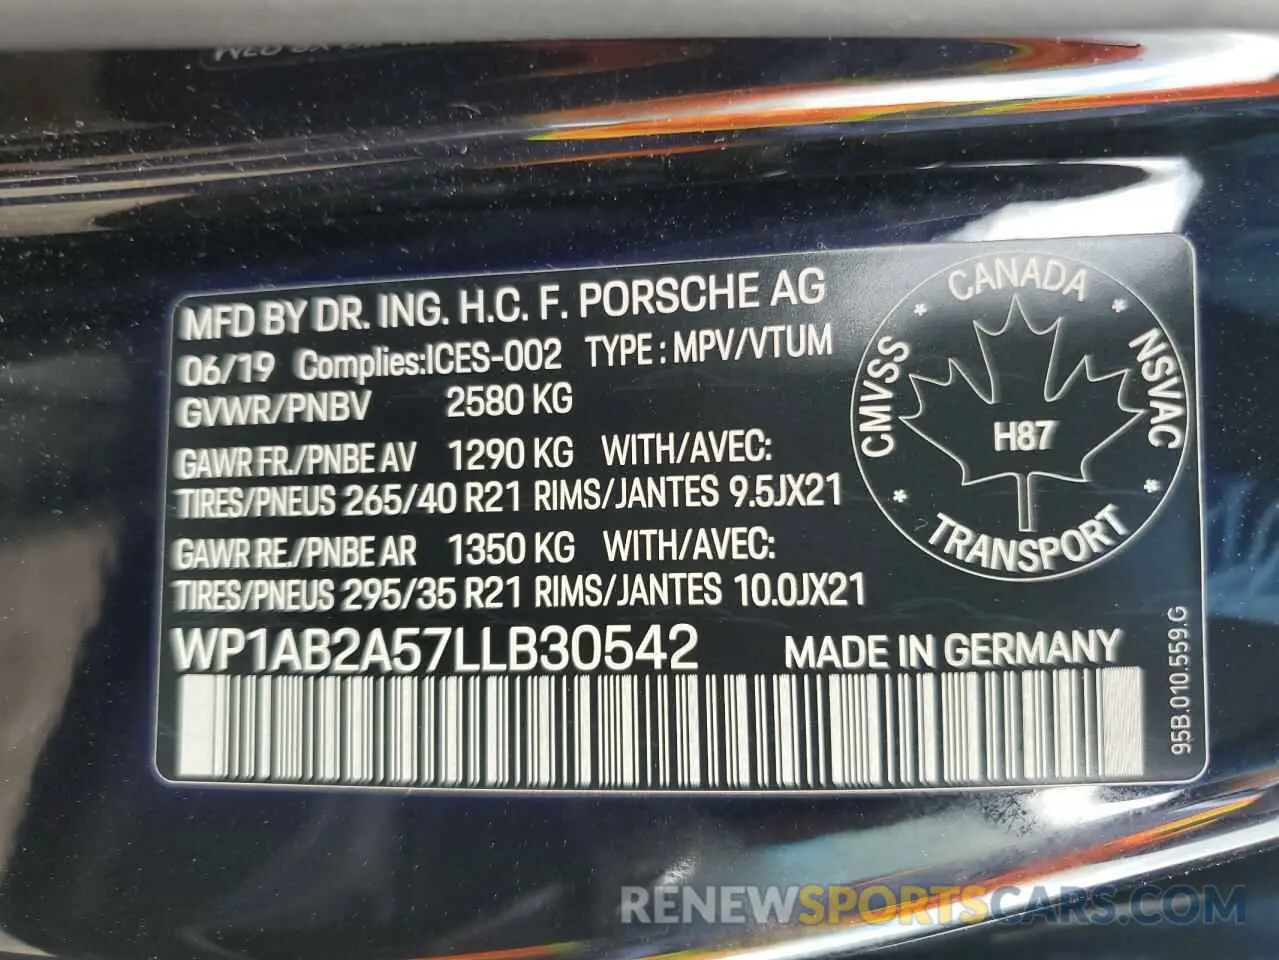 MFD BY DR. ING. H.C. F. PORSCHE AG
06/19 Complies:ICES-002 TYPE : MPV/VTUM
GVWR/PNBV 2580 KG
GAWR FR./PNBE AV 1290 KG WITH/AVEC:
TIRES/PNEUS 265/40 R21 RIMS/JANTES 9.5JX21
GAWR RE./PNBE AR 1350 KG WITH/AVEC:
TIRES/PNEUS 295/35 R21 RIMS/JANTES 10.0JX21
WP1AB2A57LLB30542 MADE IN GERMANY
CANADA
CMVSS
NSVAC
H87
TRANSPORT
95B.010.559.G
RENEWSPORTSCARS.COM